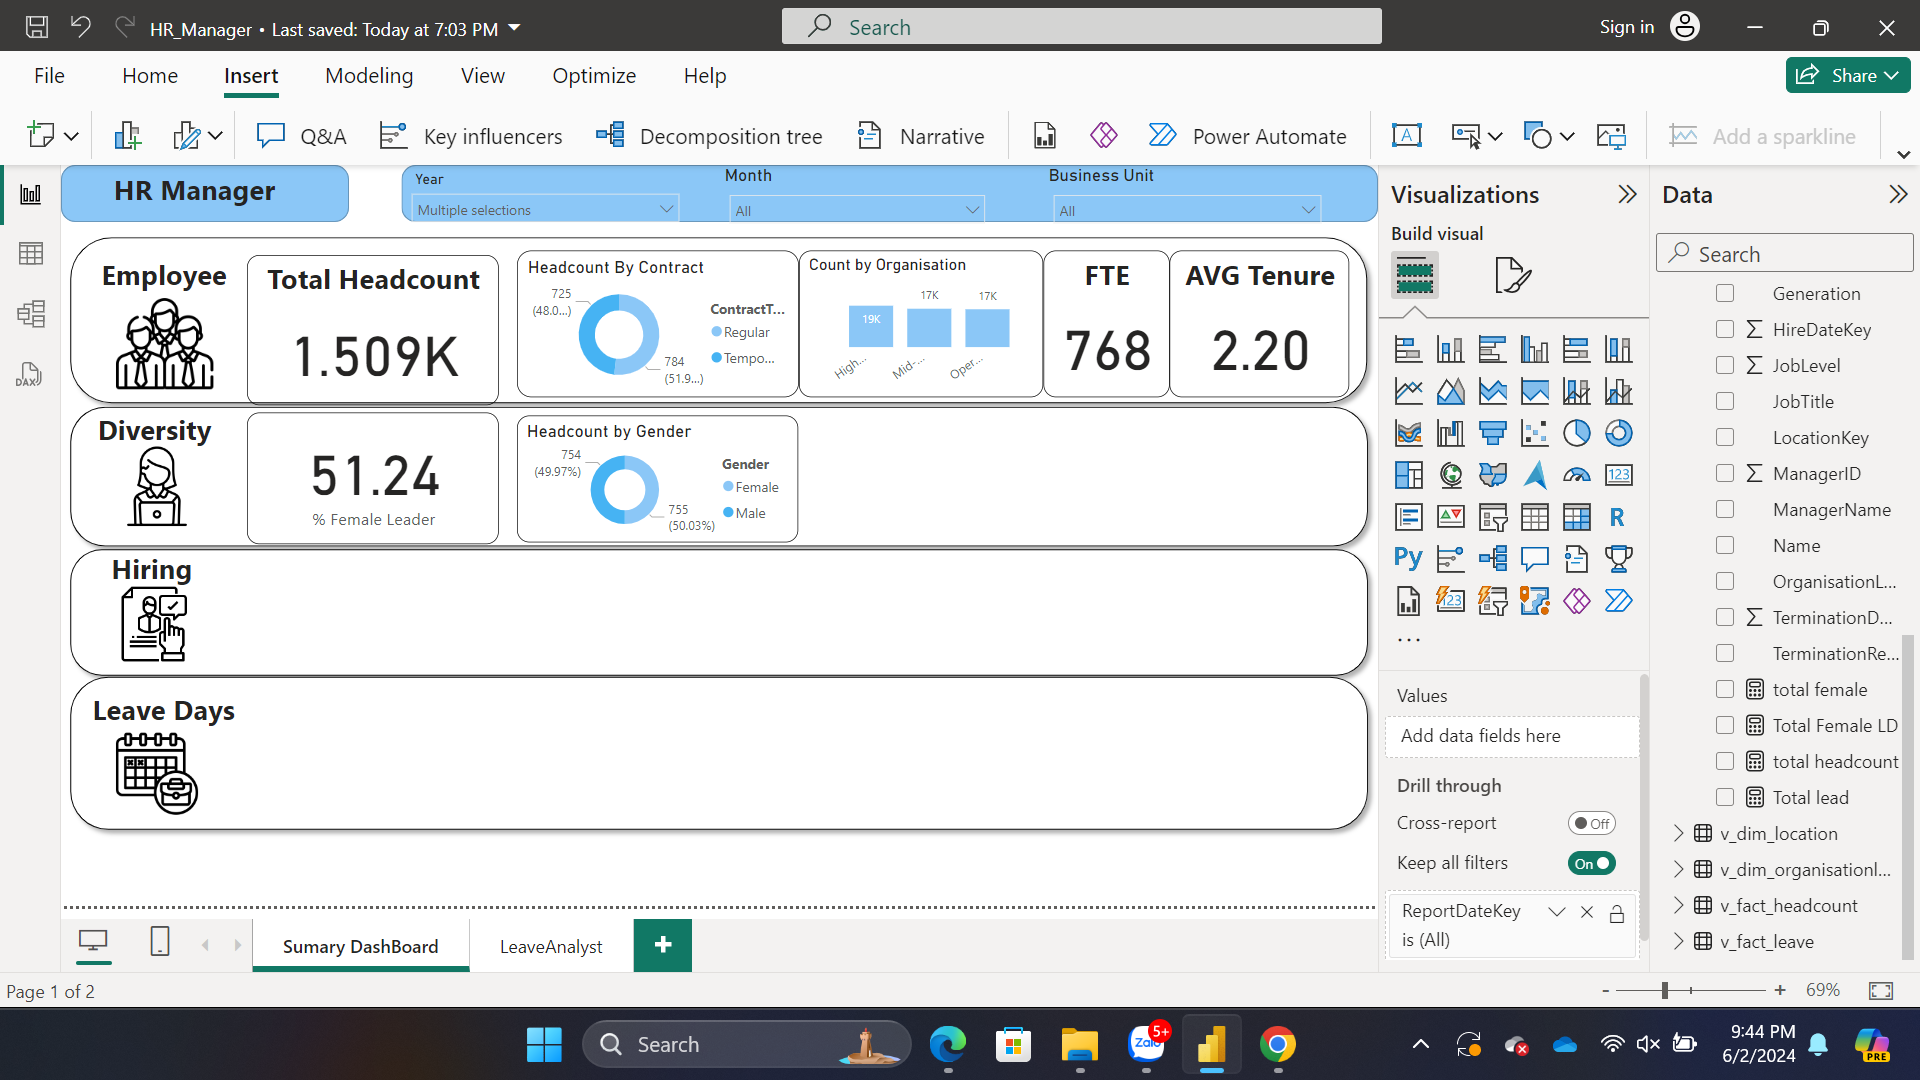 HR_Manager • Last saved: Today at 7:03 PM
Search
Sign in
File Home Insert Modeling View Optimize Help
Share
Q&A Key influencers Decomposition tree Narrative Power Automate Add a sparkline
HR Manager
Year Month Business Unit
Multiple selections All All
Employee
Total Headcount
1.509K
Headcount By Contract
725
(48.0...)
784
(51.9...)
ContractT...
Regular
Tempo...
Count by Organisation
19K 17K 17K
High... Mid-... Oper...
FTE
768
AVG Tenure
2.20
Diversity
51.24
% Female Leader
Headcount by Gender
754
(49.97%)
755
(50.03%)
Gender
Female
Male
Hiring
Leave Days
Visualizations
Build visual
123
R
Py
123
...
Values
Add data fields here
Drill through
Cross-report Off
Keep all filters On
ReportDateKey
is (All)
Data
Search
Generation
HireDateKey
JobLevel
JobTitle
LocationKey
ManagerID
ManagerName
Name
OrganisationL...
TerminationD...
TerminationRe...
total female
Total Female LD
total headcount
Total lead
v_dim_location
v_dim_organisationl...
v_fact_headcount
v_fact_leave
DAX
Sumary DashBoard LeaveAnalyst +
Page 1 of 2
- + 69%
Search
Zalo 5+
9:44 PM
6/2/2024
PRE